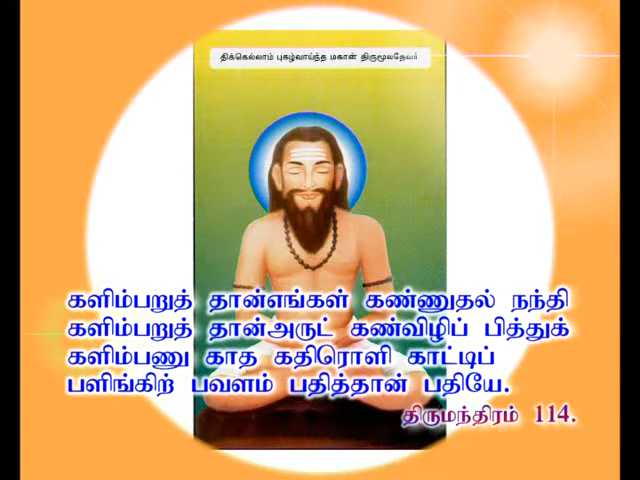 திக்கெல்லாம் புகழ்வாய்ந்த மகான் திருமூலதேவர்
களிம்பறுத் தான்எங்கள் கண்ணுதல் நந்தி
களிம்பறுத் தான்அருட் கண்விழிப் பித்துக்
களிம்பணு காத கதிரொளி காட்டிப்
பளிங்கிற் பவளம் பதித்தான் பதியே.
திருமந்திரம் 114.